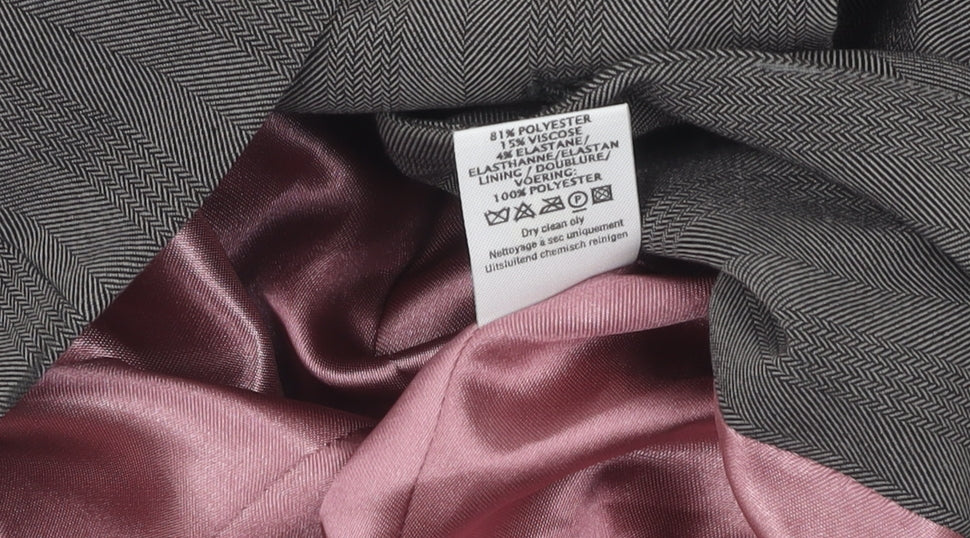 81% POLYESTER
15% VISCOSE
4% ELASTANE/
ELASTHANNE/ELASTAN
LINING / DOUBLURE/
VOERING:
100% POLYESTER
P
Dry clean oly
Nettoyage à sec uniquement
Uitsluitend chemisch reinigen